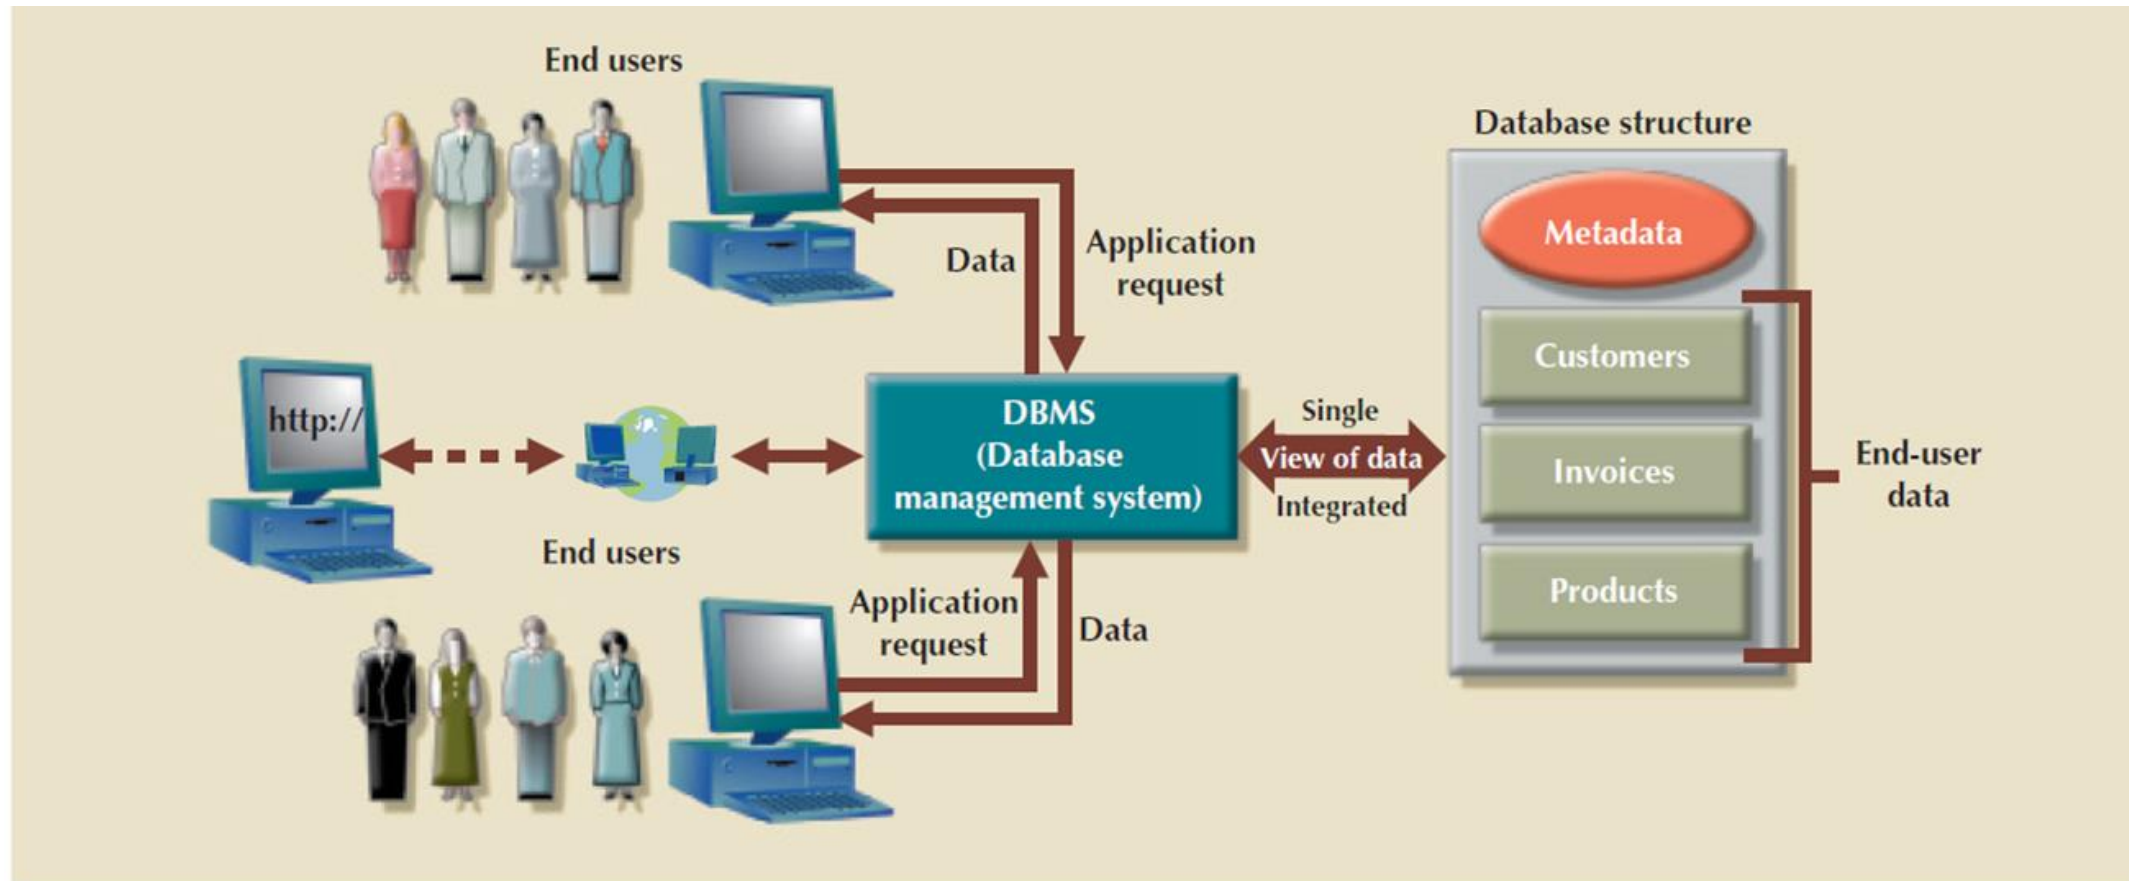 End users
Database structure
Metadata
Data
Application
request
Customers
http://
DBMS
(Database
management system)
Single
View of data
Integrated
Invoices
End-user
data
End users
Application
request
Data
Products